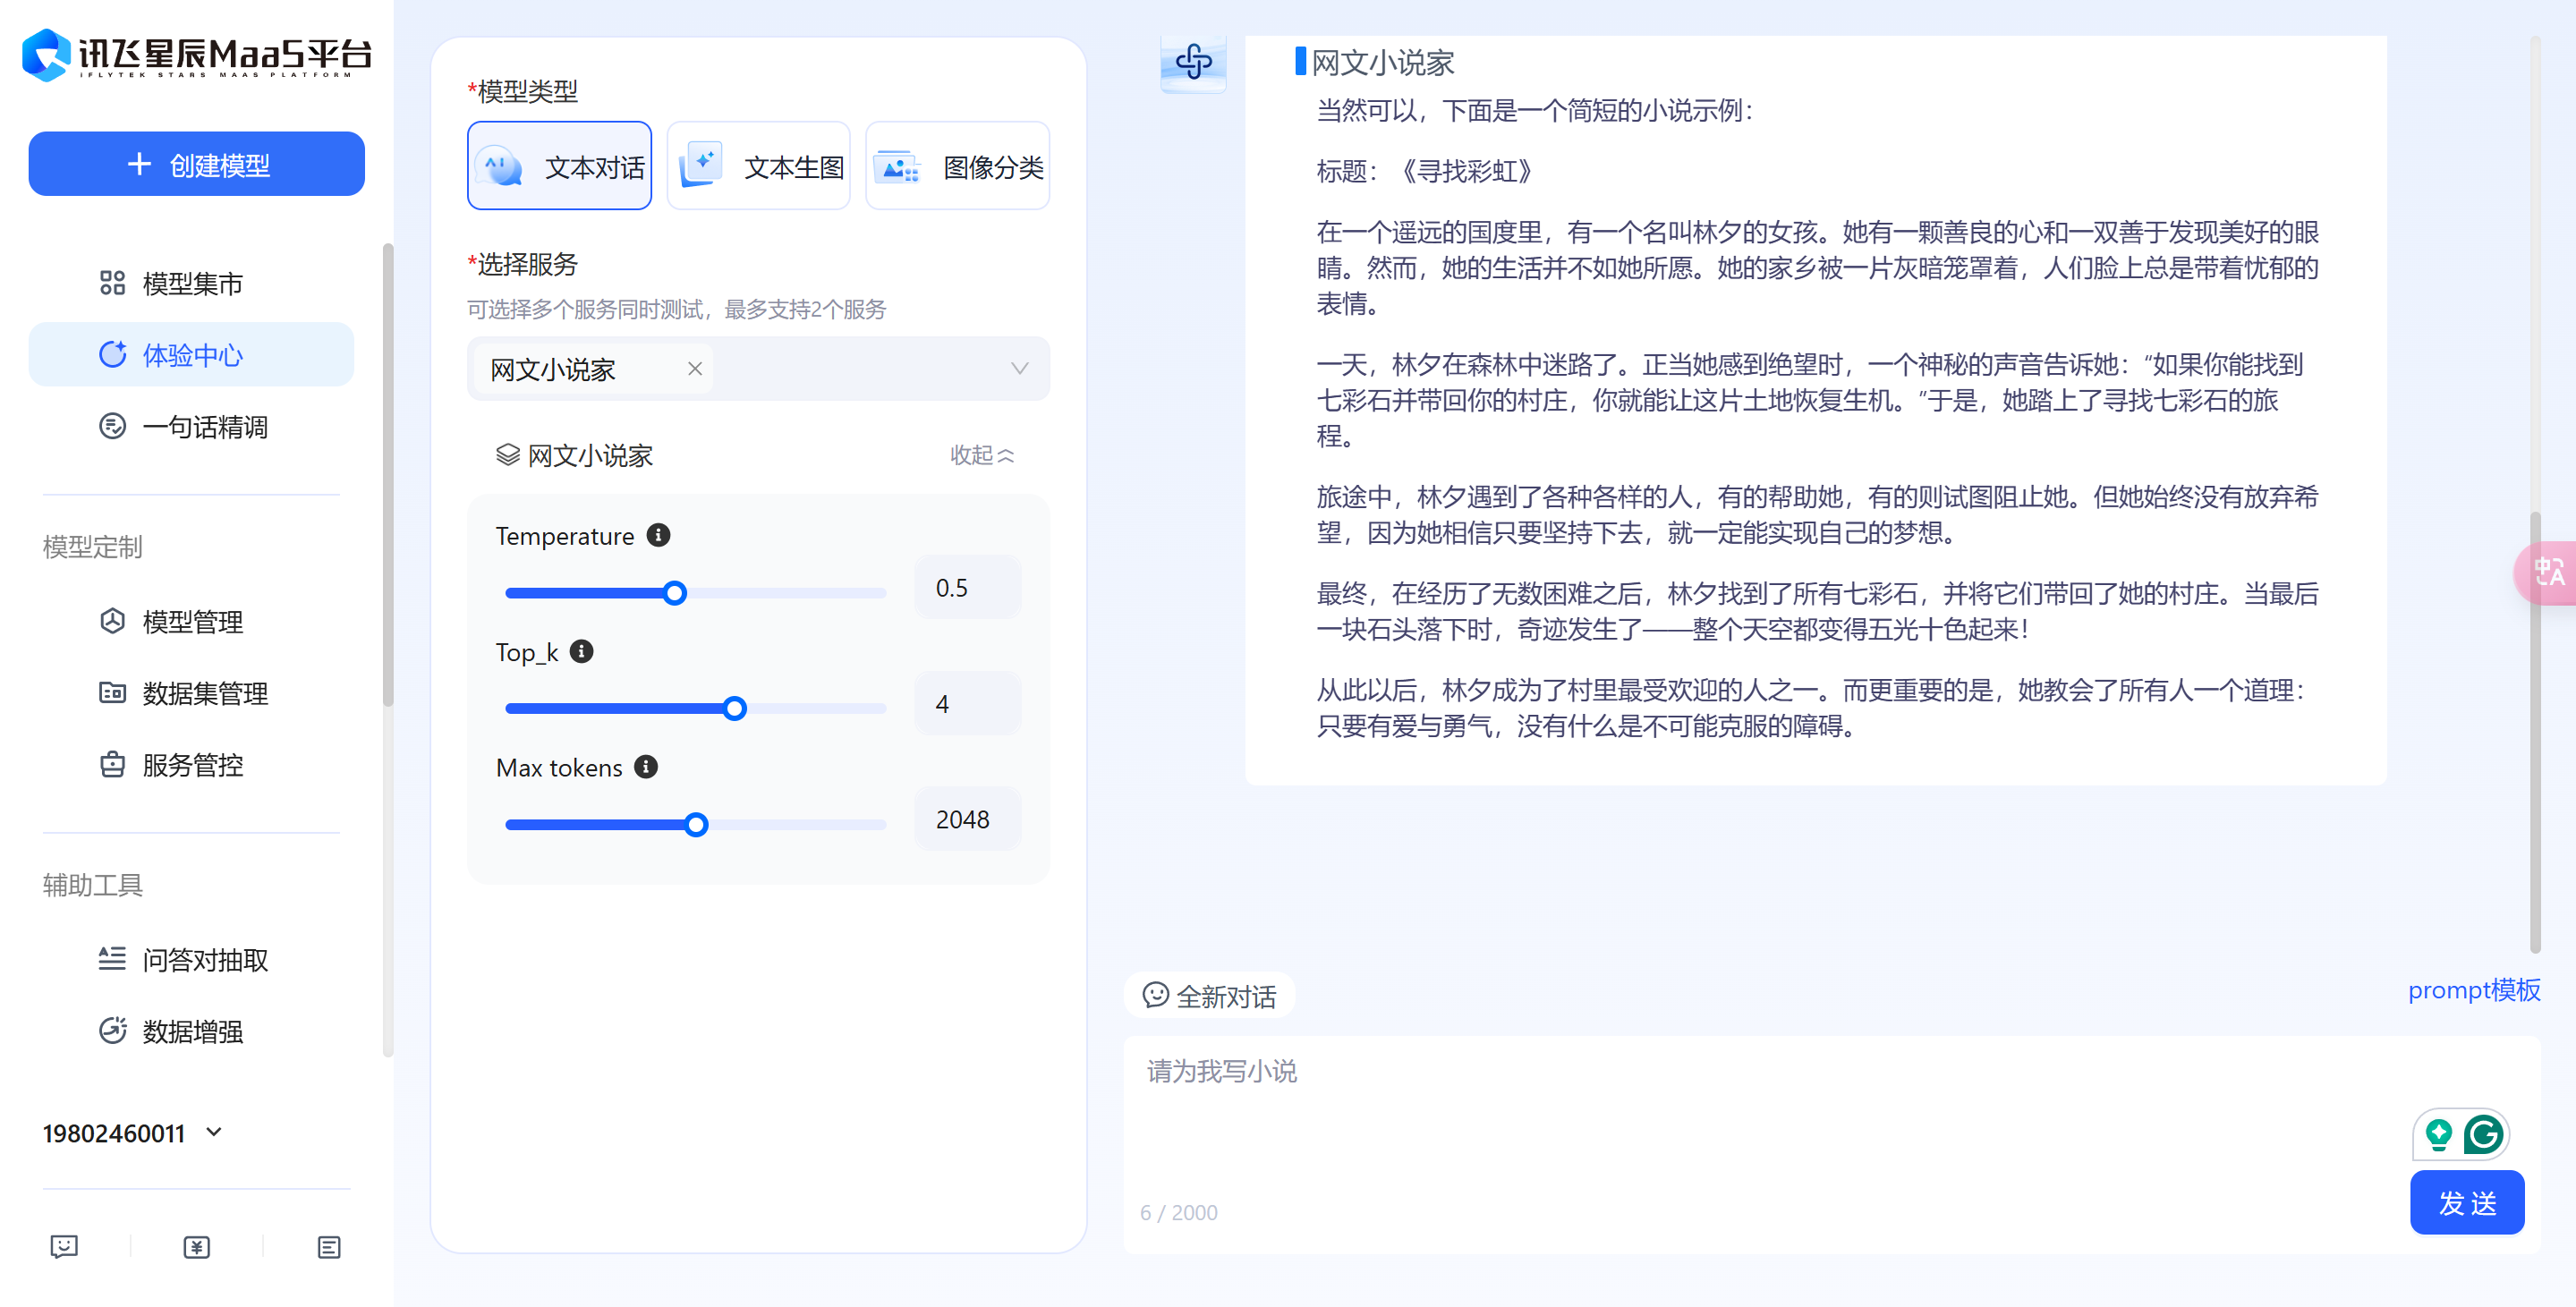 讯飞星辰MaaS平台
IFLYTEK STARS MAAS PLATFORM
创建模型
模型集市
体验中心
一句话精调
模型定制
模型管理
数据集管理
服务管控
辅助工具
问答对抽取
数据增强
19802460011
*模型类型
文本对话
文本生图
图像分类
*选择服务
可选择多个服务同时测试，最多支持2个服务
网文小说家
网文小说家
收起
Temperature
0.5
Top_k
4
Max tokens
2048
网文小说家
当然可以，下面是一个简短的小说示例：
标题：《寻找彩虹》
在一个遥远的国度里，有一个名叫林夕的女孩。她有一颗善良的心和一双善于发现美好的眼
睛。然而，她的生活并不如她所愿。她的家乡被一片灰暗笼罩着，人们脸上总是带着忧郁的
表情。
一天，林夕在森林中迷路了。正当她感到绝望时，一个神秘的声音告诉她：“如果你能找到
七彩石并带回你的村庄，你就能让这片土地恢复生机。”于是，她踏上了寻找七彩石的旅
程。
旅途中，林夕遇到了各种各样的人，有的帮助她，有的则试图阻止她。但她始终没有放弃希
望，因为她相信只要坚持下去，就一定能实现自己的梦想。
最终，在经历了无数困难之后，林夕找到了所有七彩石，并将它们带回了她的村庄。当最后
一块石头落下时，奇迹发生了——整个天空都变得五光十色起来！
从此以后，林夕成为了村里最受欢迎的人之一。而更重要的是，她教会了所有人一个道理：
只要有爱与勇气，没有什么是不可能克服的障碍。
全新对话
prompt模板
请为我写小说
6 / 2000
发 送